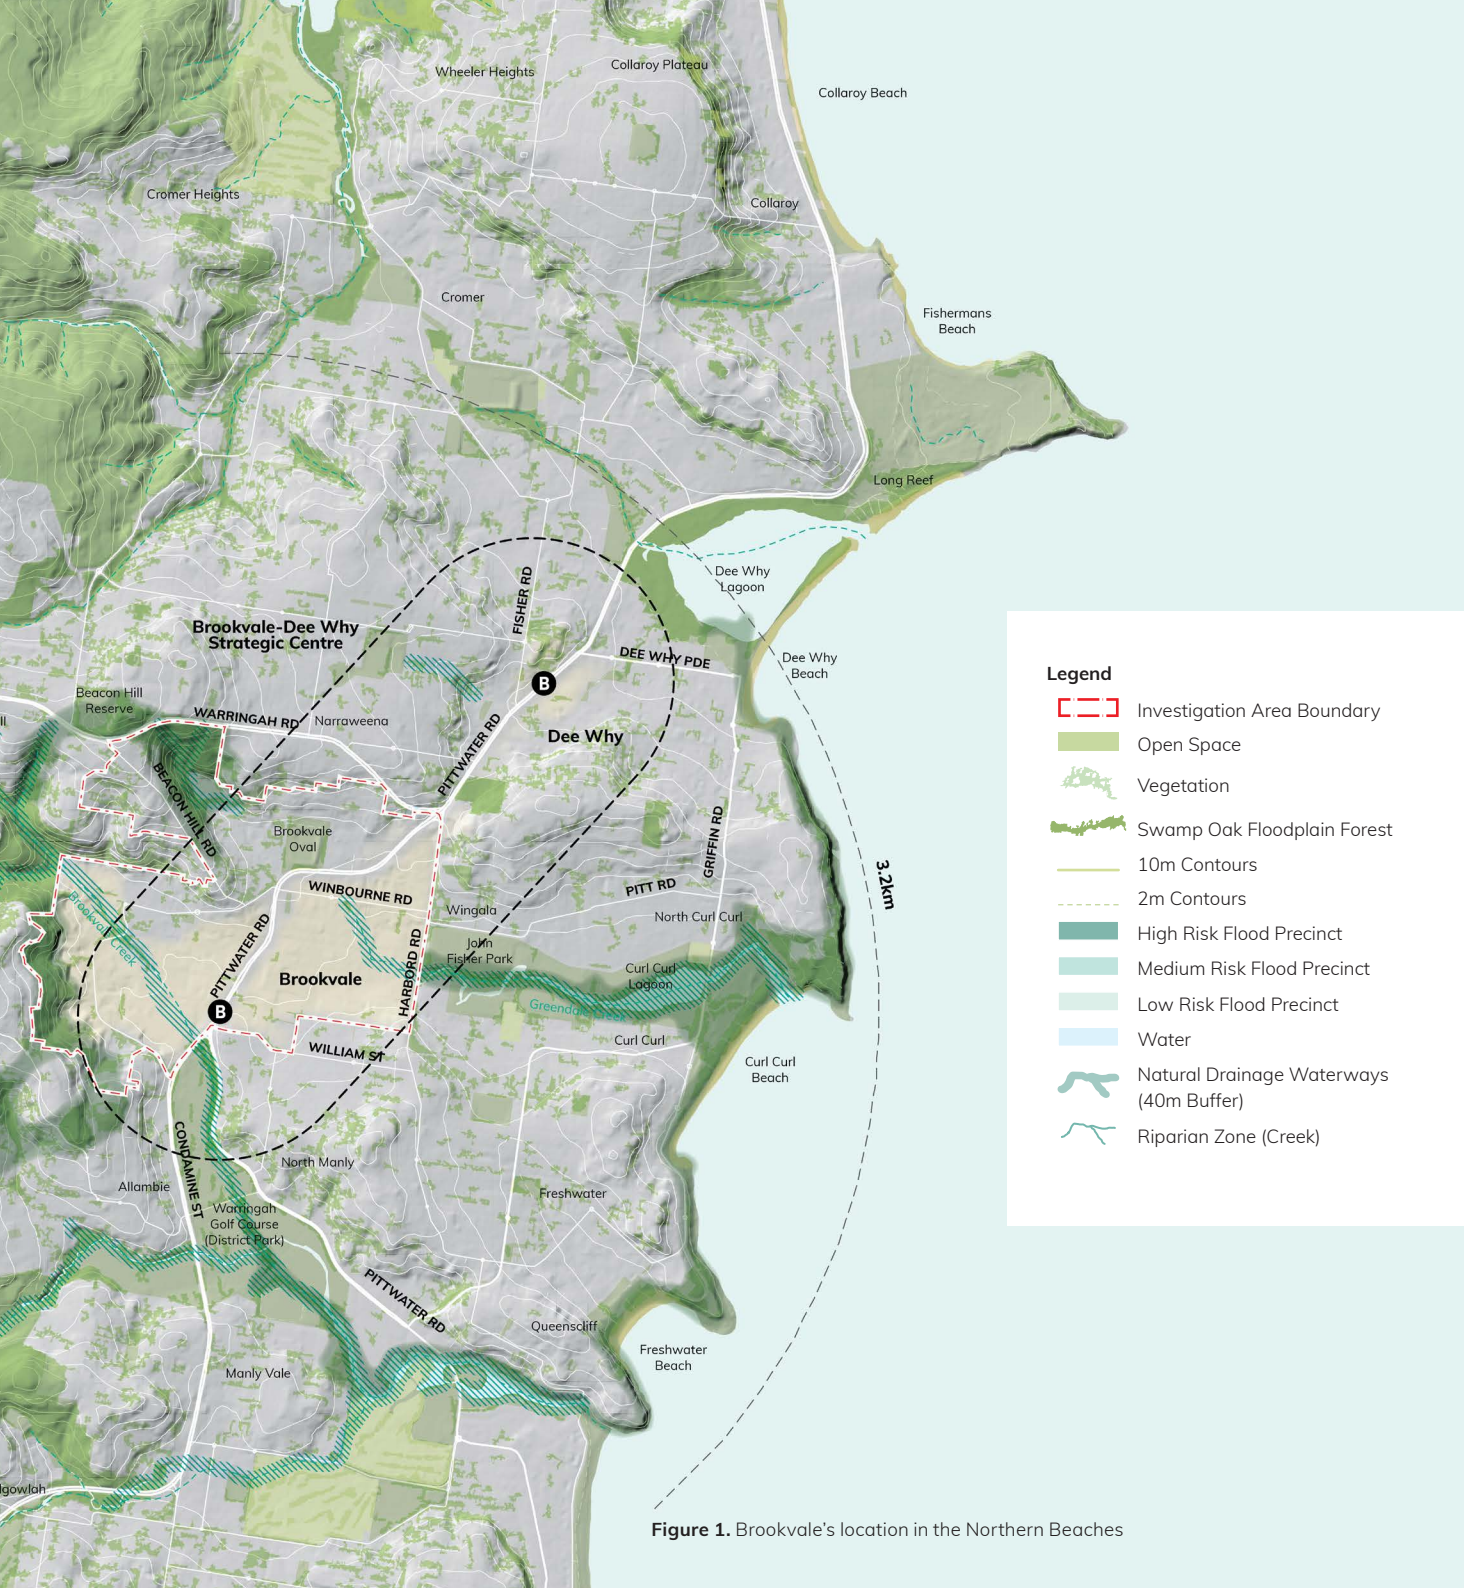 Wheeler Heights
Collaroy Plateau
Collaroy Beach
Cromer Heights
Collaroy
Cromer
Fishermans
Beach
Long Reef
Dee Why
Lagoon
FISHER RD
Brookvale-Dee Why
Strategic Centre
DEE WHY PDE
Dee Why
Beach
B
Beacon Hill
Reserve
WARRINGAH RD
Narraweena
PITTWATER RD
Dee Why
BEACON HILL RD
Brookvale
Oval
GRIFFIN RD
3.2km
WINBOURNE RD
PITT RD
Wingala
North Curl Curl
Brookvale Creek
PITTWATER RD
John
Fisher Park
HARBORD RD
Brookvale
Curl Curl
Lagoon
B
Greendale Creek
WILLIAM ST
Curl Curl
Curl Curl
Beach
CONDAMINE ST
North Manly
Allambie
Freshwater
Warringah
Golf Course
(District Park)
PITTWATER RD
Queenscliff
Freshwater
Beach
Manly Vale
lgowlah
Legend
Investigation Area Boundary
Open Space
Vegetation
Swamp Oak Floodplain Forest
10m Contours
2m Contours
High Risk Flood Precinct
Medium Risk Flood Precinct
Low Risk Flood Precinct
Water
Natural Drainage Waterways
(40m Buffer)
Riparian Zone (Creek)
Figure 1. Brookvale's location in the Northern Beaches